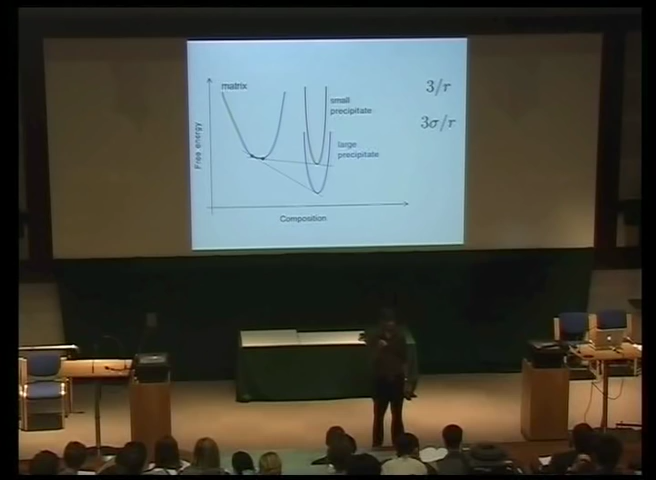 matrix
3/r
small
precipitate
3σ/r
large
precipitate
Free energy
Composition